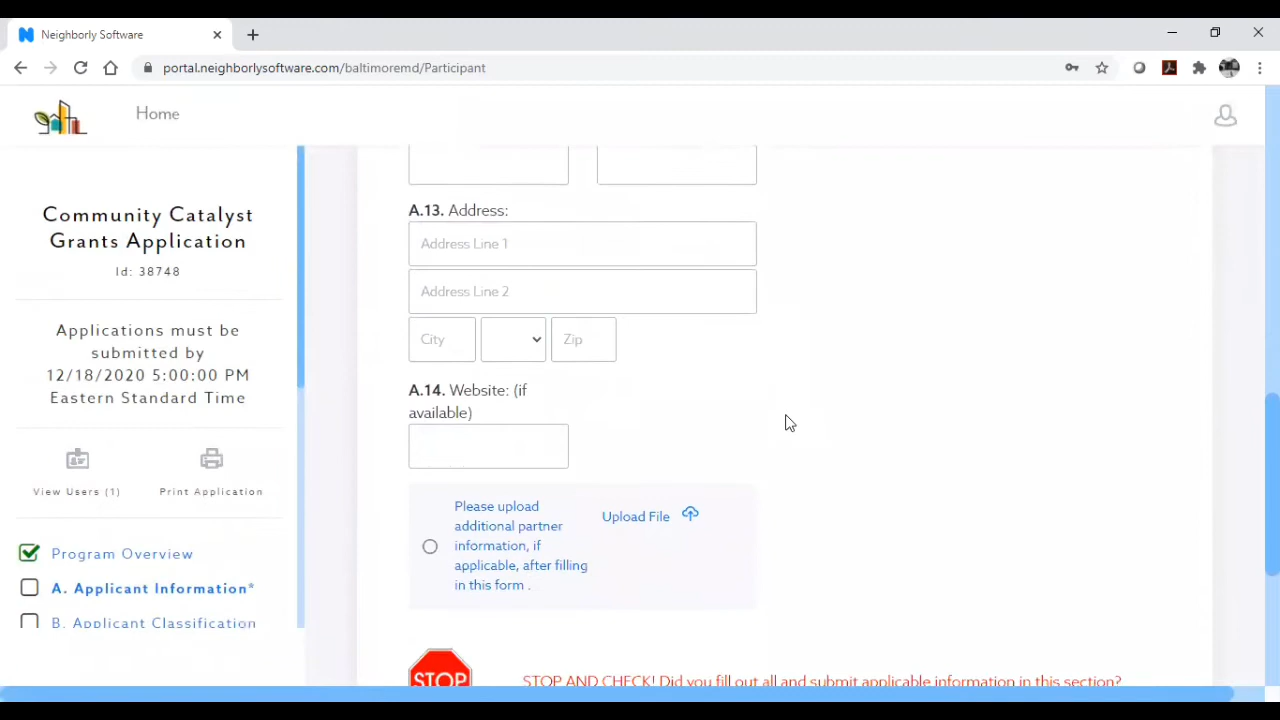 Neighborly Software
portal.neighborlysoftware.com/baltimoremd/Participant
Home
Community Catalyst
Grants Application
Id: 38748
Applications must be
submitted by
12/18/2020 5:00:00 PM
Eastern Standard Time
View Users (1)
Print Application
Program Overview
A. Applicant Information*
B. Applicant Classification
A.13. Address:
Address Line 1
Address Line 2
City
Zip
A.14. Website: (if
available)
Please upload
additional partner
information, if
applicable, after filling
in this form .
Upload File
STOP
STOP AND CHECK! Did you fill out all and submit applicable information in this section?